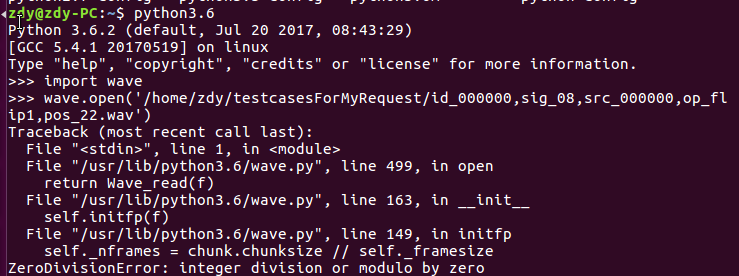 zdy@zdy-PC:~$ python3.6
Python 3.6.2 (default, Jul 20 2017, 08:43:29)
[GCC 5.4.1 20170519] on linux
Type "help", "copyright", "credits" or "license" for more information.
>>> import wave
>>> wave.open('/home/zdy/testcasesForMyRequest/id_000000,sig_08,src_000000,op_fl
ip1,pos_22.wav')
Traceback (most recent call last):
  File "<stdin>", line 1, in <module>
  File "/usr/lib/python3.6/wave.py", line 499, in open
    return Wave_read(f)
  File "/usr/lib/python3.6/wave.py", line 163, in __init__
    self.initfp(f)
  File "/usr/lib/python3.6/wave.py", line 149, in initfp
    self._nframes = chunk.chunksize // self._framesize
ZeroDivisionError: integer division or modulo by zero